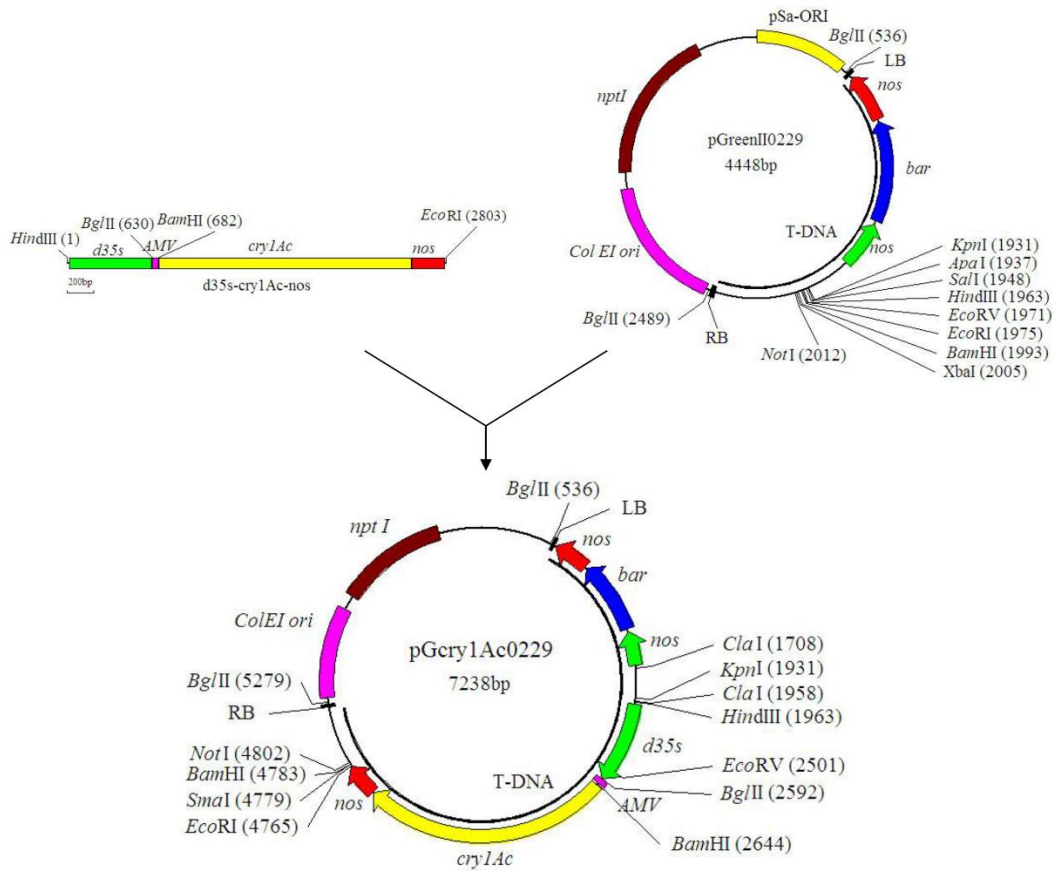 HindIII (1)
BglII (630)
BamHI (682)
EcoRI (2803)
d35s
AMV
cry1Ac
nos
200bp
d35s-cry1Ac-nos
pSa-ORI
BglII (536)
LB
nos
nptI
pGreenII0229
4448bp
bar
T-DNA
nos
Col EI ori
KpnI (1931)
ApaI (1937)
SalI (1948)
HindIII (1963)
EcoRV (1971)
EcoRI (1975)
BamHI (1993)
XbaI (2005)
NotI (2012)
BglII (2489)
RB
BglII (536)
LB
nos
npt I
bar
ColEI ori
pGcry1Ac0229
7238bp
nos
ClaI (1708)
KpnI (1931)
ClaI (1958)
HindIII (1963)
BglII (5279)
RB
d35s
NotI (4802)
BamHI (4783)
SmaI (4779)
EcoRI (4765)
T-DNA
EcoRV (2501)
BglII (2592)
AMV
BamHI (2644)
nos
cry1Ac